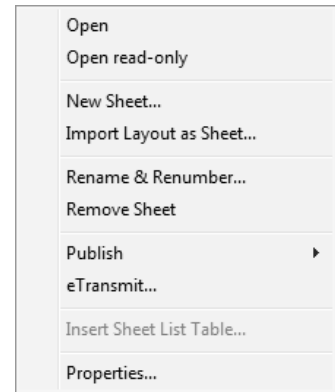 Open
Open read-only
New Sheet...
Import Layout as Sheet...
Rename & Renumber...
Remove Sheet
Publish
eTransmit...
Insert Sheet List Table...
Properties...